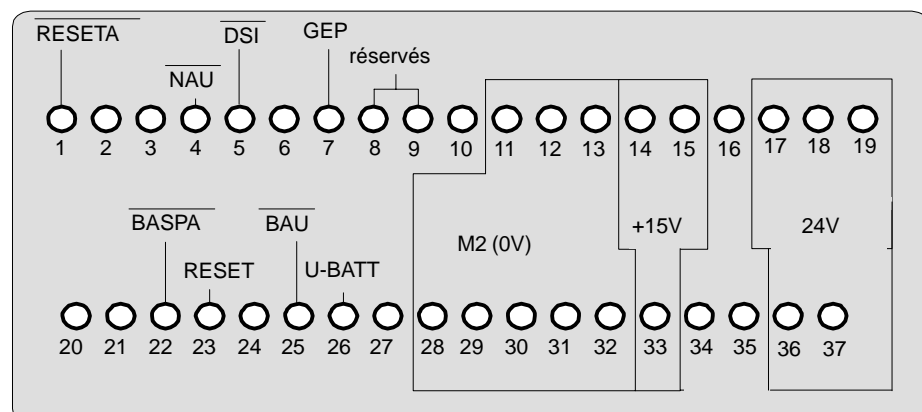 RESETA DSI GEP
NAU réservés
1 2 3 4 5 6 7 8 9 10 11 12 13 14 15 16 17 18 19
BASPA BAU M2 (0V) +15V 24V
RESET U-BATT
20 21 22 23 24 25 26 27 28 29 30 31 32 33 34 35 36 37